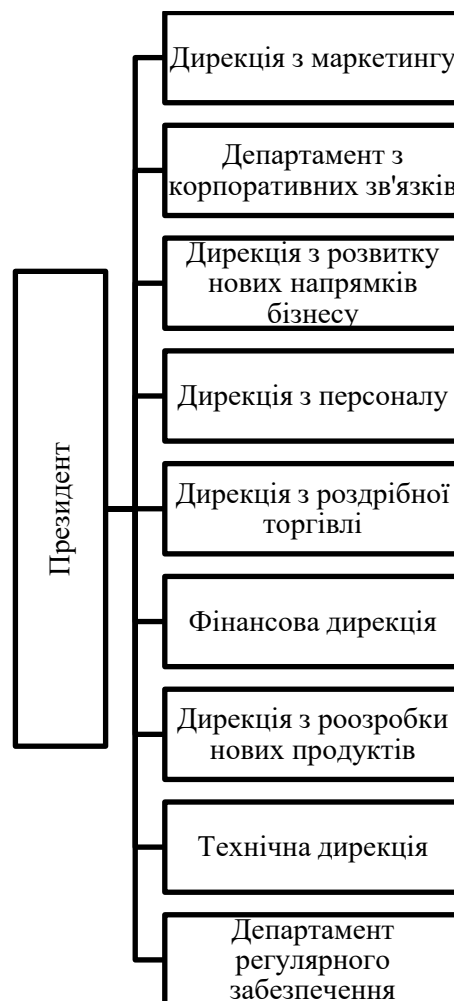 Дирекція з маркетингу
Департамент з
корпоративних зв'язків
Дирекція з розвитку
нових напрямків
бізнесу
Президент
Дирекція з персоналу
Дирекція з роздрібної
торгівлі
Фінансова дирекція
Дирекція з роозробки
нових продуктів
Технічна дирекція
Департамент
регулярного
забезпечення